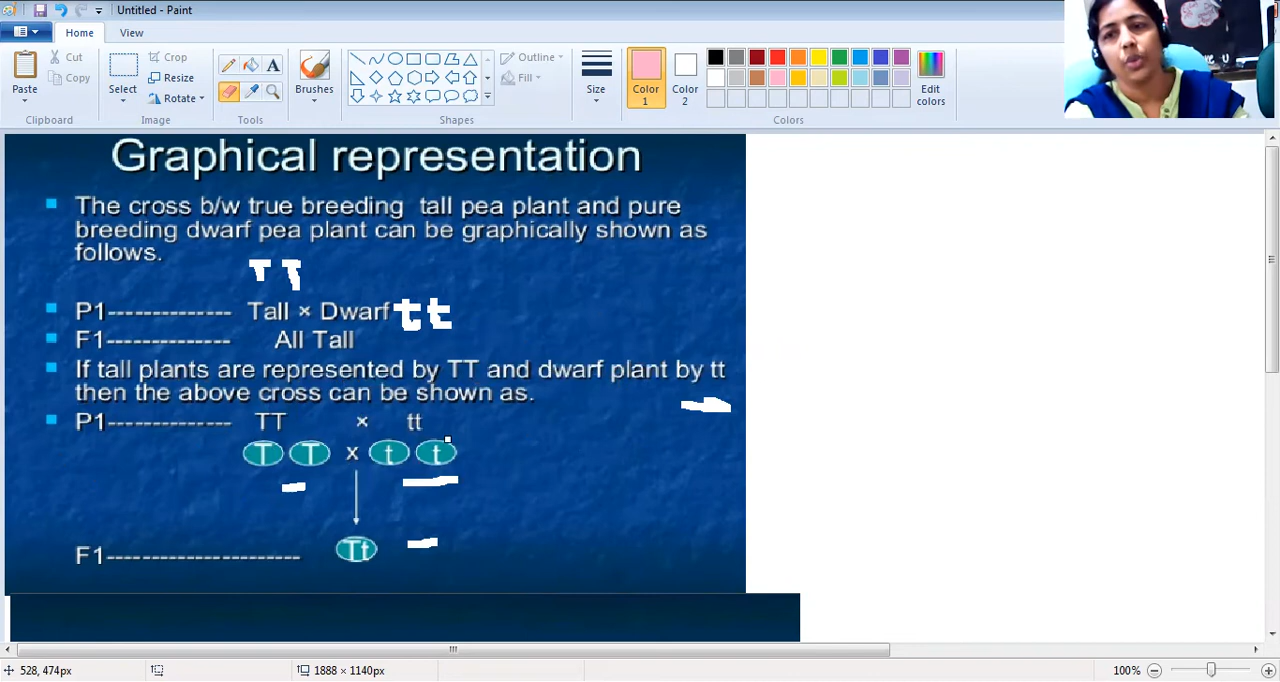 Untitled - Paint
Home View
Paste
Cut
Copy
Clipboard
Select
Crop
Resize
Rotate
Image
A
Tools
Brushes
Shapes
Outline
Fill
Size
Color 1
Color 2
Edit colors
Colors
Graphical representation
The cross b/w true breeding tall pea plant and pure
breeding dwarf pea plant can be graphically shown as
follows.
T T
P1-------------- Tall × Dwarf t t
F1-------------- All Tall
If tall plants are represented by TT and dwarf plant by tt
then the above cross can be shown as.
P1-------------- TT × tt
T T x t t
F1---------------------- Tt
528, 474px
1888 × 1140px
100%